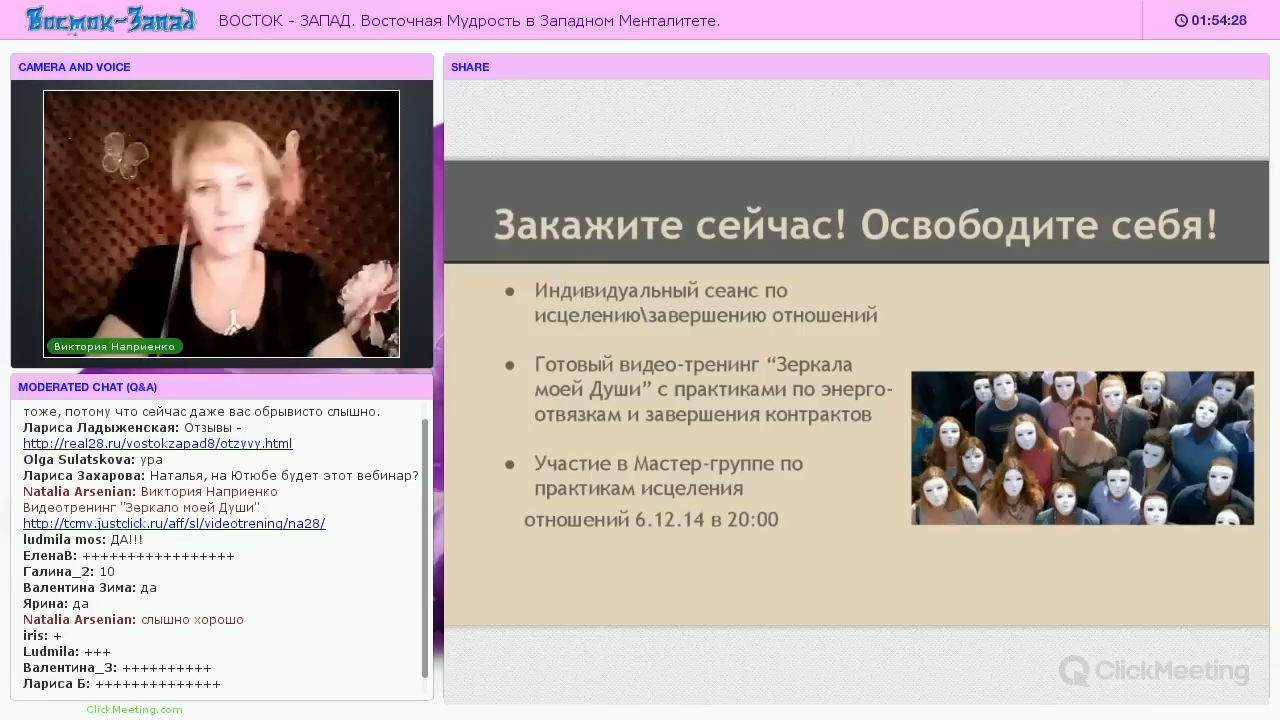 Восток-Запад
ВОСТОК - ЗАПАД. Восточная Мудрость в Западном Менталитете.
01:54:28
CAMERA AND VOICE
Виктория Наприенко
MODERATED CHAT (Q&A)
тоже, потому что сейчас даже вас обрывисто слышно.
Лариса Ладыженская: Отзывы -
http://real28.ru/vostokzapad8/otzyvy.html
Olga Sulatskova: ура
Лариса Захарова: Наталья, на Ютюбе будет этот вебинар?
Natalia Arsenian: Виктория Наприенко
Видеотренинг "Зеркало моей Души"
http://tcmv.justclick.ru/aff/sl/videotrening/na28/
ludmila mos: ДА!!!
ЕленаВ: +++++++++++++++++
Галина_2: 10
Валентина Зима: да
Ярина: да
Natalia Arsenian: слышно хорошо
iris: +
Ludmila: +++
Валентина_З: ++++++++++
Лариса Б: ++++++++++++++
ClickMeeting.com
SHARE
Закажите сейчас! Освободите себя!
● Индивидуальный сеанс по
исцелению\завершению отношений
● Готовый видео-тренинг “Зеркала
моей Души” с практиками по энерго-
отвязкам и завершения контрактов
● Участие в Мастер-группе по
практикам исцеления
отношений 6.12.14 в 20:00
ClickMeeting